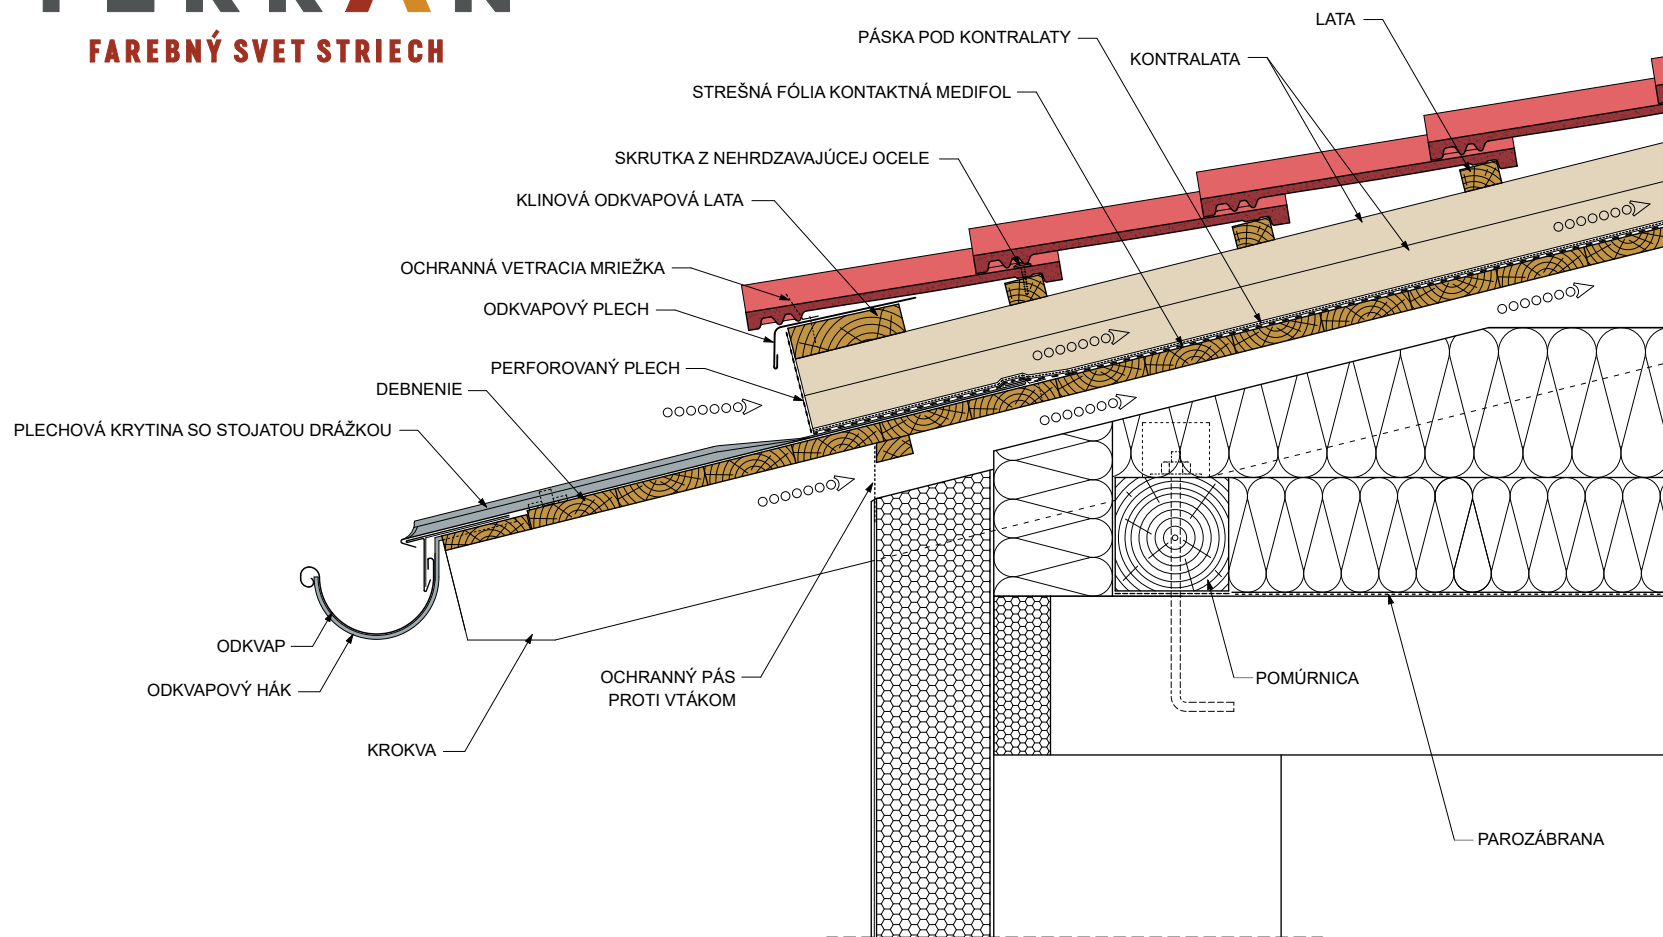 TERRAN
FAREBNÝ SVET STRIECH
LATA
PÁSKA POD KONTRALATY
KONTRALATA
STREŠNÁ FÓLIA KONTAKTNÁ MEDIFOL
SKRUTKA Z NEHRDZAVAJÚCEJ OCELE
KLINOVÁ ODKVAPOVÁ LATA
OCHRANNÁ VETRACIA MRIEŽKA
ODKVAPOVÝ PLECH
PERFOROVANÝ PLECH
DEBNENIE
PLECHOVÁ KRYTINA SO STOJATOU DRÁŽKOU
ODKVAP
ODKVAPOVÝ HÁK
KROKVA
OCHRANNÝ PÁS
PROTI VTÁKOM
POMÚRNICA
PAROZÁBRANA